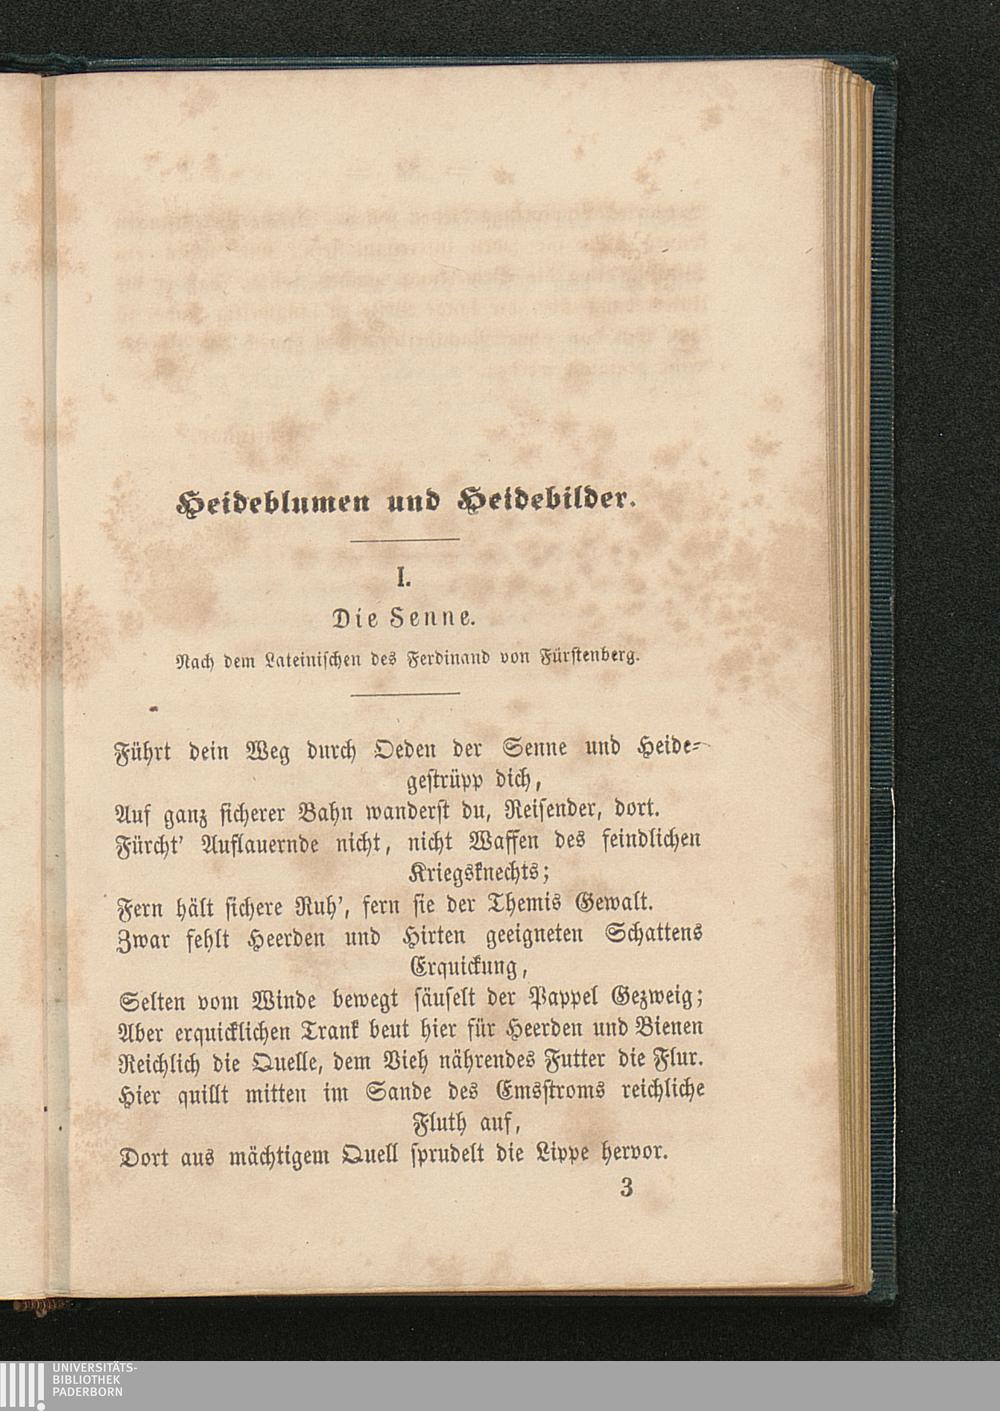 Heideblumen und Heidebilder.
I.
Die Senne.
Nach dem Lateinischen des Ferdinand von Fürstenberg.
Führt dein Weg durch Oeden der Senne und Heide-
gestrüpp dich,
Auf ganz sicherer Bahn wanderst du, Reisender, dort.
Fürcht' Auflauernde nicht, nicht Waffen des feindlichen
Kriegsknechts;
Fern hält sichere Ruh', fern sie der Themis Gewalt.
Zwar fehlt Heerden und Hirten geeigneten Schattens
Erquickung,
Selten vom Winde bewegt säuselt der Pappel Gezweig;
Aber erquicklichen Trank beut hier für Heerden und Bienen
Reichlich die Quelle, dem Vieh nährendes Futter die Flur.
Hier quillt mitten im Sande des Emsstroms reichliche
Fluth auf,
Dort aus mächtigem Quell sprudelt die Lippe hervor.
3
UNIVERSITÄTS-
BIBLIOTHEK
PADERBORN